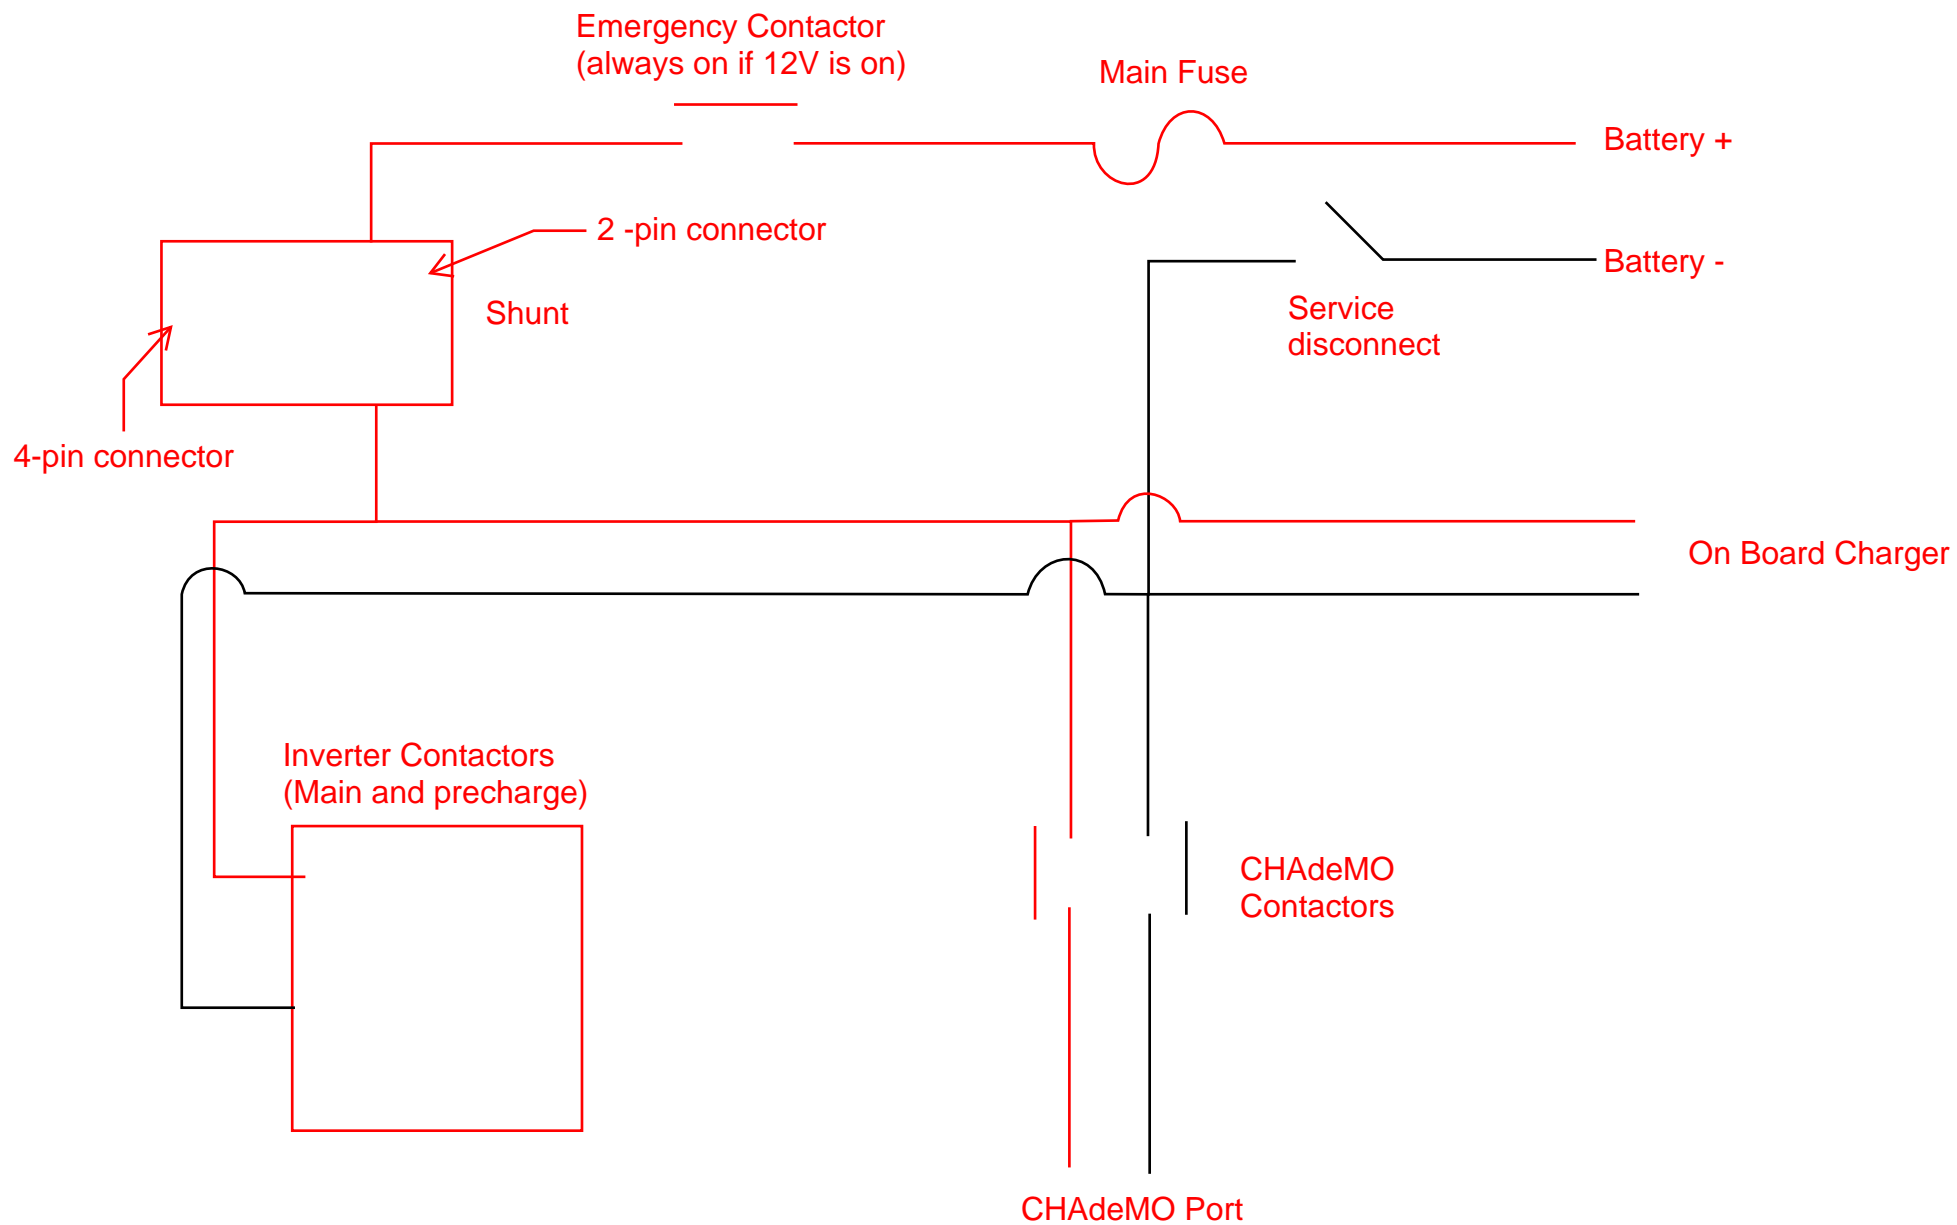 Emergency Contactor
(always on if 12V is on)
Main Fuse
Battery +
2 -pin connector
Battery -
Shunt
Service
disconnect
4-pin connector
On Board Charger
Inverter Contactors
(Main and precharge)
CHAdeMO
Contactors
CHAdeMO Port